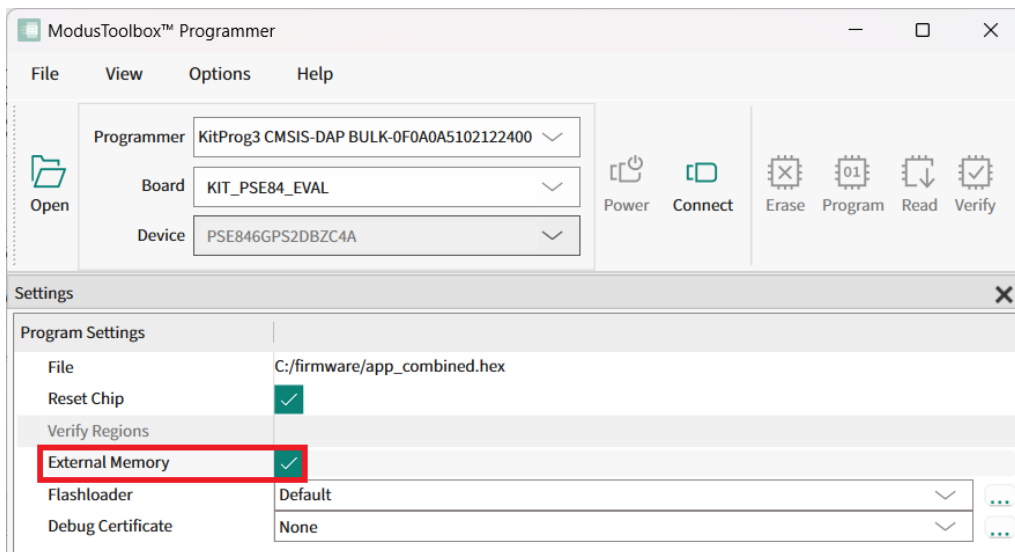 ModusToolbox™ Programmer
File View Options Help
Open
Programmer KitProg3 CMSIS-DAP BULK-0F0A0A5102122400
Board KIT_PSE84_EVAL
Device PSE846GPS2DBZC4A
Power Connect Erase 01 Program Read Verify
Settings
Program Settings
File C:/firmware/app_combined.hex
Reset Chip
Verify Regions
External Memory
Flashloader Default ...
Debug Certificate None ...